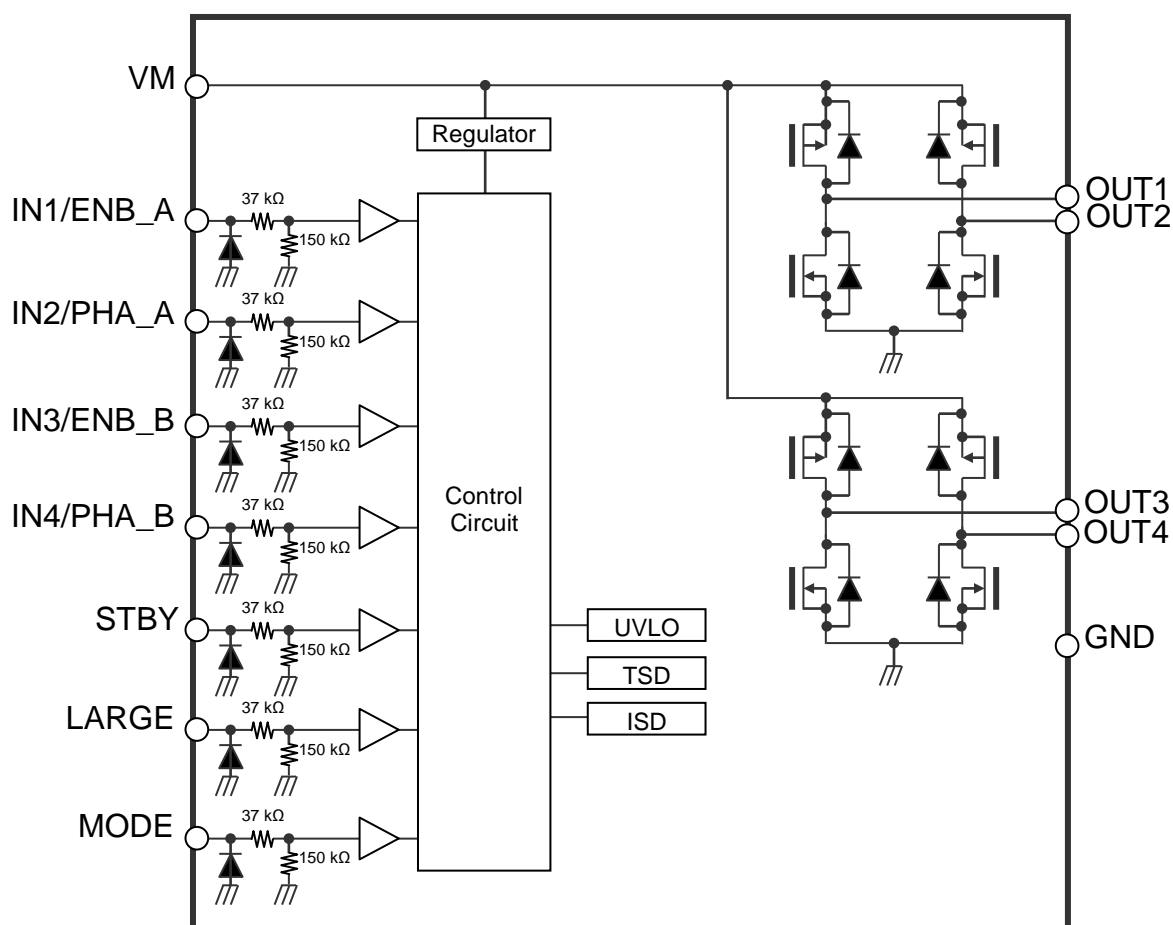 VM
Regulator
OUT1
OUT2
IN1/ENB_A
37 kΩ
150 kΩ
IN2/PHA_A
37 kΩ
150 kΩ
IN3/ENB_B
37 kΩ
150 kΩ
IN4/PHA_B
37 kΩ
150 kΩ
Control
Circuit
OUT3
OUT4
STBY
37 kΩ
150 kΩ
UVLO
GND
TSD
LARGE
37 kΩ
150 kΩ
ISD
MODE
37 kΩ
150 kΩ